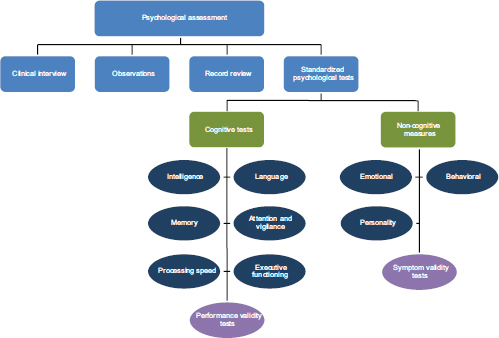 Psychological assessment
Clinical interview
Observations
Record review
Standardized
psychological tests
Cognitive tests
Non-cognitive
measures
Intelligence
Language
Emotional
Behavioral
Memory
Attention and
vigilance
Personality
Processing speed
Executive
functioning
Symptom validity
tests
Performance validity
tests